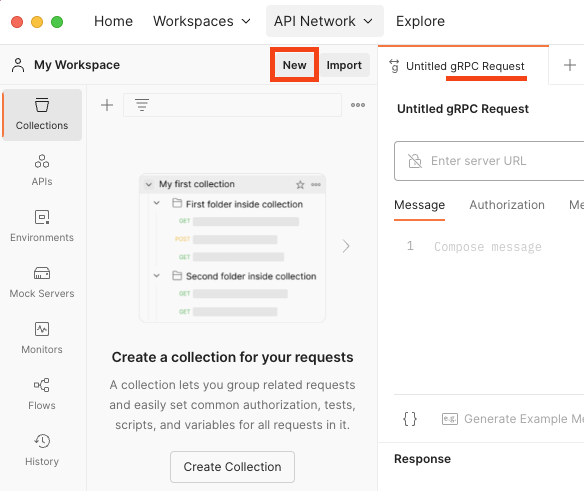 Home Workspaces API Network Explore
My Workspace New Import
Untitled gRPC Request
Collections
APIs
Environments
Mock Servers
Monitors
Flows
History
My first collection
First folder inside collection
GET
POST
GET
Second folder inside collection
GET
GET
Create a collection for your requests
A collection lets you group related requests
and easily set common authorization, tests,
scripts, and variables for all requests in it.
Create Collection
Untitled gRPC Request
Enter server URL
Message Authorization Me
1 Compose message
{} e.g. Generate Example Me
Response